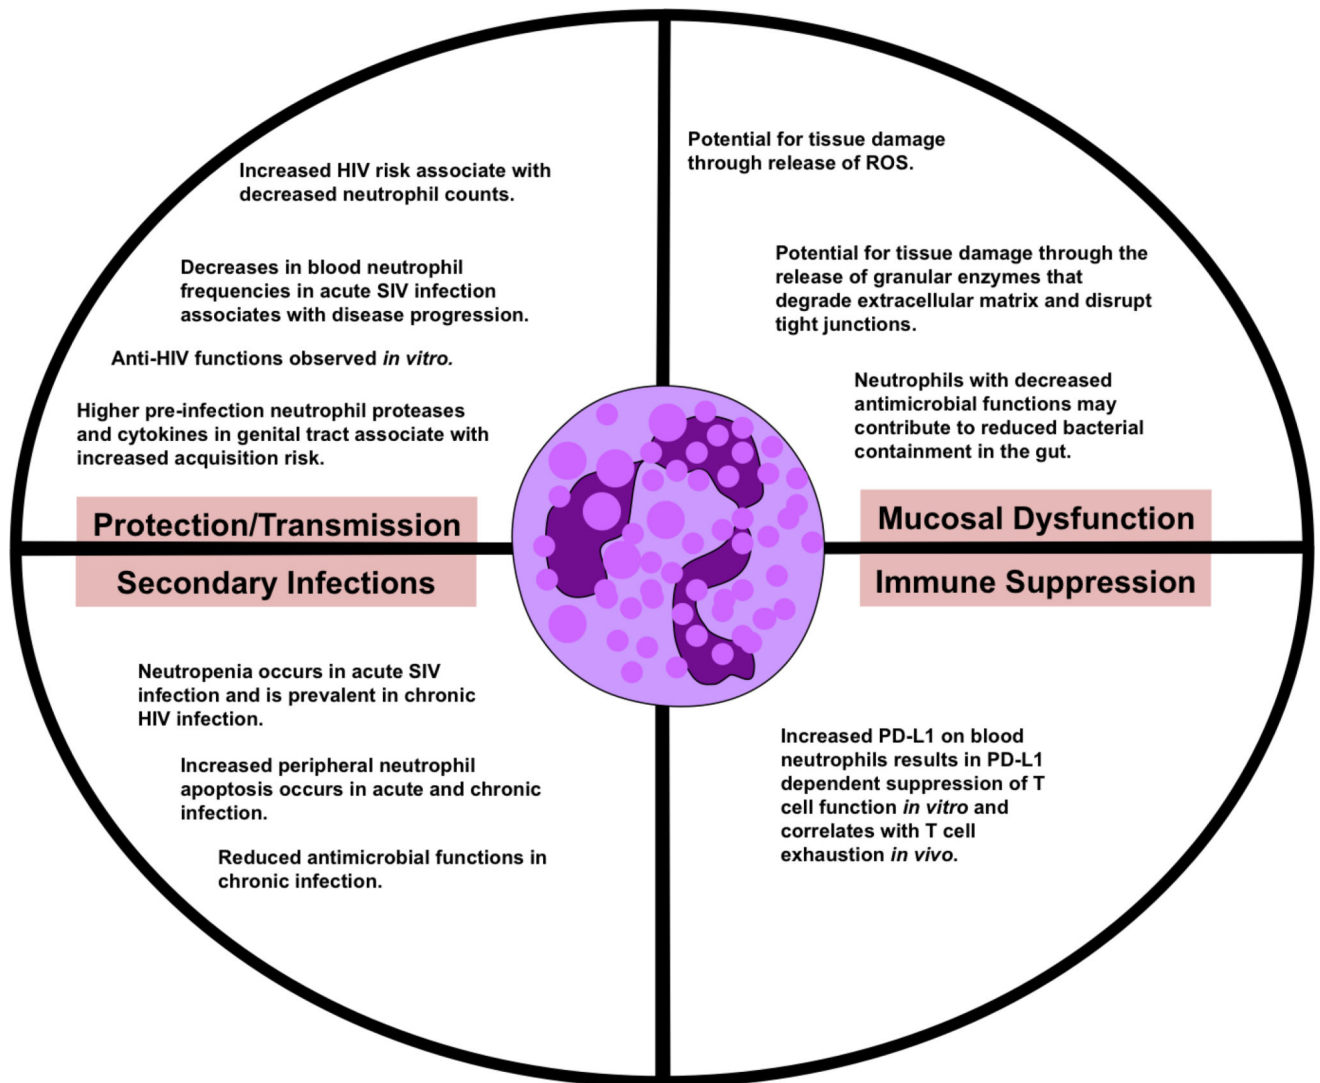 Increased HIV risk associate with
decreased neutrophil counts.
Decreases in blood neutrophil
frequencies in acute SIV infection
associates with disease progression.
Anti-HIV functions observed in vitro.
Higher pre-infection neutrophil proteases
and cytokines in genital tract associate with
increased acquisition risk.
Protection/Transmission
Potential for tissue damage
through release of ROS.
Potential for tissue damage through the
release of granular enzymes that
degrade extracellular matrix and disrupt
tight junctions.
Neutrophils with decreased
antimicrobial functions may
contribute to reduced bacterial
containment in the gut.
Mucosal Dysfunction
Secondary Infections
Neutropenia occurs in acute SIV
infection and is prevalent in chronic
HIV infection.
Increased peripheral neutrophil
apoptosis occurs in acute and chronic
infection.
Reduced antimicrobial functions in
chronic infection.
Immune Suppression
Increased PD-L1 on blood
neutrophils results in PD-L1
dependent suppression of T
cell function in vitro and
correlates with T cell
exhaustion in vivo.